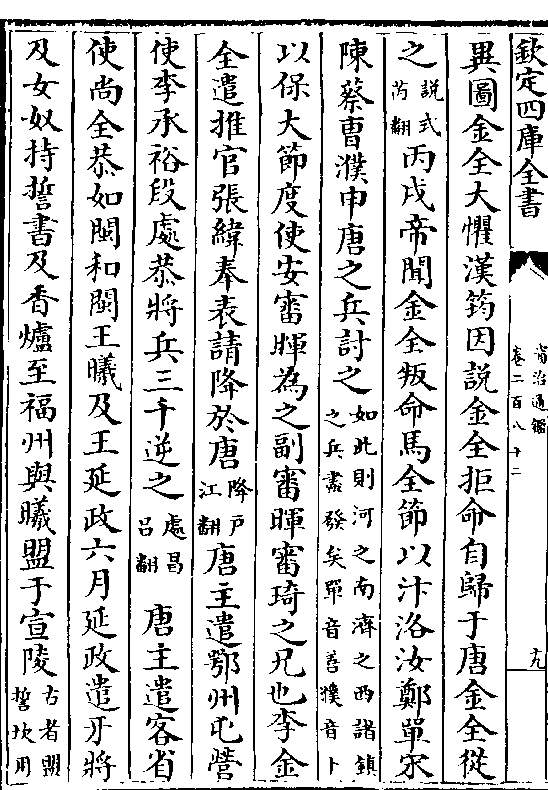 欽定四庫全書
資治通鑑
卷二百八十二
十九
異圖金全大懼漢筠因說金全拒命自歸于唐金全從
之說式芮翻丙戌帝聞金全叛命馬全節以汴洛汝鄭單宋
陳蔡曹濮申唐之兵討之如此則河之南濟之西諸鎮之兵盡發矣單音善濮音卜
以保大節度使安審暉為之副審暉審琦之兄也李金
全遣推官張緯奉表請降於唐降戶江翻唐主遣鄂州屯營
使李承裕段處恭將兵三千逆之處昌呂翻唐主遣客省
使尚全恭如閩和閩王曦及王延政六月延政遣牙將
及女奴持誓書及香爐至福州與曦盟于宣陵古者盟誓坎用